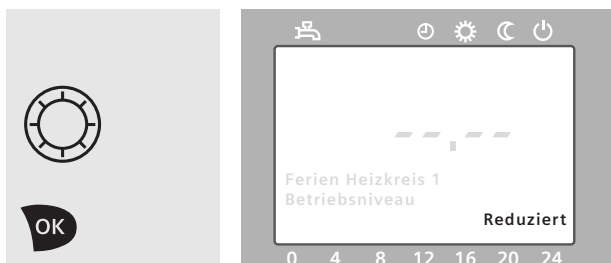 OK
--.--
Ferien Heizkreis 1
Betriebsniveau
Reduziert
0 4 8 12 16 20 24